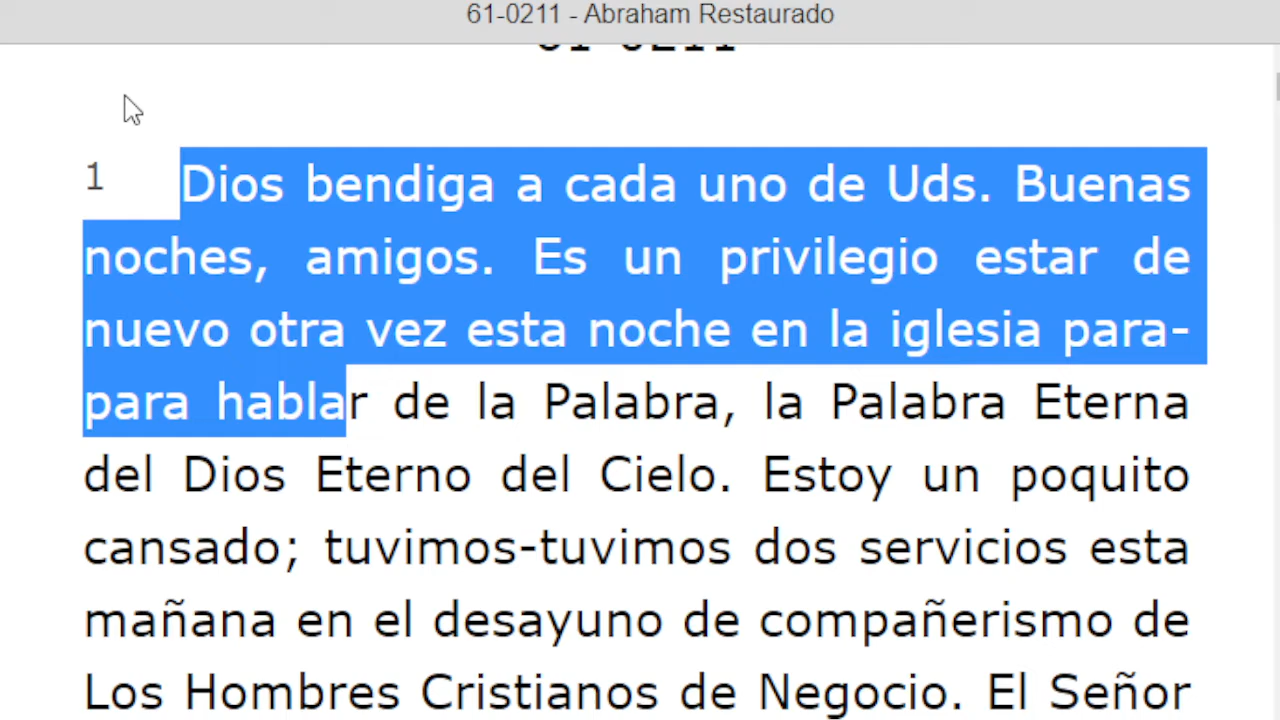 61-0211 - Abraham Restaurado
61-0211
1 Dios bendiga a cada uno de Uds. Buenas
noches, amigos. Es un privilegio estar de
nuevo otra vez esta noche en la iglesia para-
para hablar de la Palabra, la Palabra Eterna
del Dios Eterno del Cielo. Estoy un poquito
cansado; tuvimos-tuvimos dos servicios esta
mañana en el desayuno de compañerismo de
Los Hombres Cristianos de Negocio. El Señor